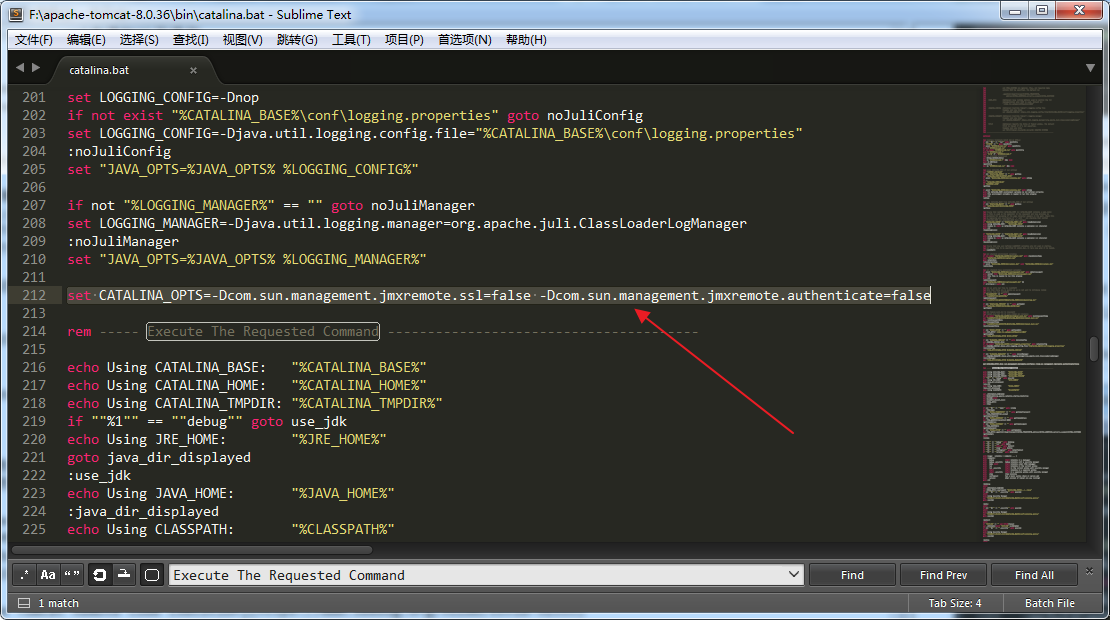 F:\apache-tomcat-8.0.36\bin\catalina.bat - Sublime Text
文件(F) 编辑(E) 选择(S) 查找(I) 视图(V) 跳转(G) 工具(T) 项目(P) 首选项(N) 帮助(H)
catalina.bat
201 set LOGGING_CONFIG=-Dnop
202 if not exist "%CATALINA_BASE%\conf\logging.properties" goto noJuliConfig
203 set LOGGING_CONFIG=-Djava.util.logging.config.file="%CATALINA_BASE%\conf\logging.properties"
204 :noJuliConfig
205 set "JAVA_OPTS=%JAVA_OPTS% %LOGGING_CONFIG%"
206
207 if not "%LOGGING_MANAGER%" == "" goto noJuliManager
208 set LOGGING_MANAGER=-Djava.util.logging.manager=org.apache.juli.ClassLoaderLogManager
209 :noJuliManager
210 set "JAVA_OPTS=%JAVA_OPTS% %LOGGING_MANAGER%"
211
212 set CATALINA_OPTS=-Dcom.sun.management.jmxremote.ssl=false -Dcom.sun.management.jmxremote.authenticate=false
213
214 rem ----- Execute The Requested Command ---------------------------------------
215
216 echo Using CATALINA_BASE:   "%CATALINA_BASE%"
217 echo Using CATALINA_HOME:   "%CATALINA_HOME%"
218 echo Using CATALINA_TMPDIR: "%CATALINA_TMPDIR%"
219 if ""%1"" == ""debug"" goto use_jdk
220 echo Using JRE_HOME:        "%JRE_HOME%"
221 goto java_dir_displayed
222 :use_jdk
223 echo Using JAVA_HOME:       "%JAVA_HOME%"
224 :java_dir_displayed
225 echo Using CLASSPATH:       "%CLASSPATH%"
.* Aa “” Execute The Requested Command Find Find Prev Find All
1 match Tab Size: 4 Batch File